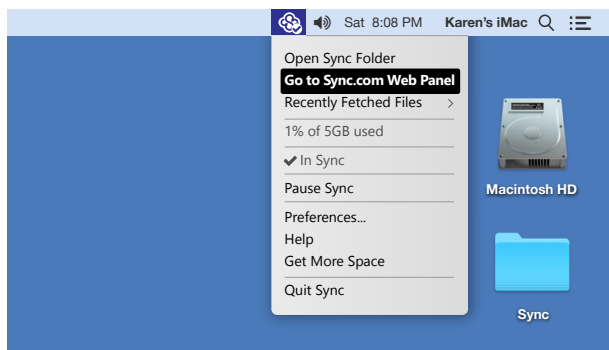 Sat 8:08 PM Karen's iMac
Open Sync Folder
Go to Sync.com Web Panel
Recently Fetched Files
1% of 5GB used
In Sync
Pause Sync
Preferences...
Help
Get More Space
Quit Sync
Macintosh HD
Sync